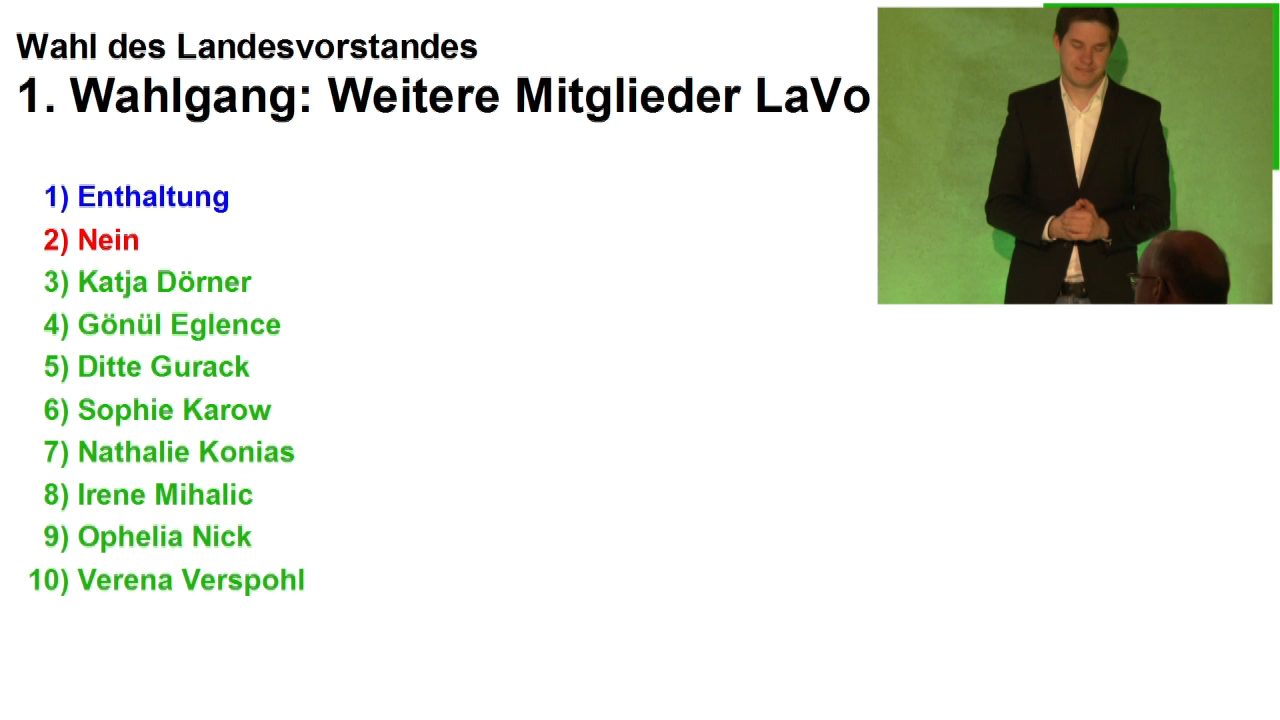 Wahl des Landesvorstandes
1. Wahlgang: Weitere Mitglieder LaVo
1) Enthaltung
2) Nein
3) Katja Dörner
4) Gönül Eglence
5) Ditte Gurack
6) Sophie Karow
7) Nathalie Konias
8) Irene Mihalic
9) Ophelia Nick
10) Verena Verspohl